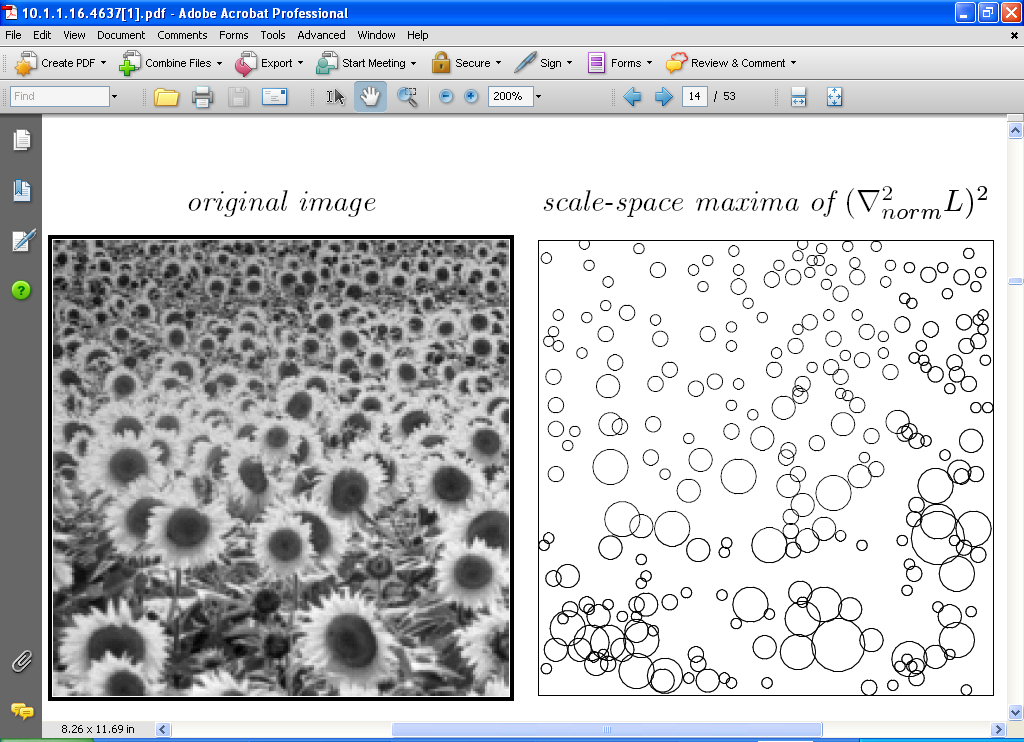 10.1.1.16.4637[1].pdf - Adobe Acrobat Professional
File Edit View Document Comments Forms Tools Advanced Window Help
Create PDF Combine Files Export Start Meeting Secure Sign Forms Review & Comment
Find 200% 14 / 53
original image scale-space maxima of (∇²normL)²
8.26 x 11.69 in